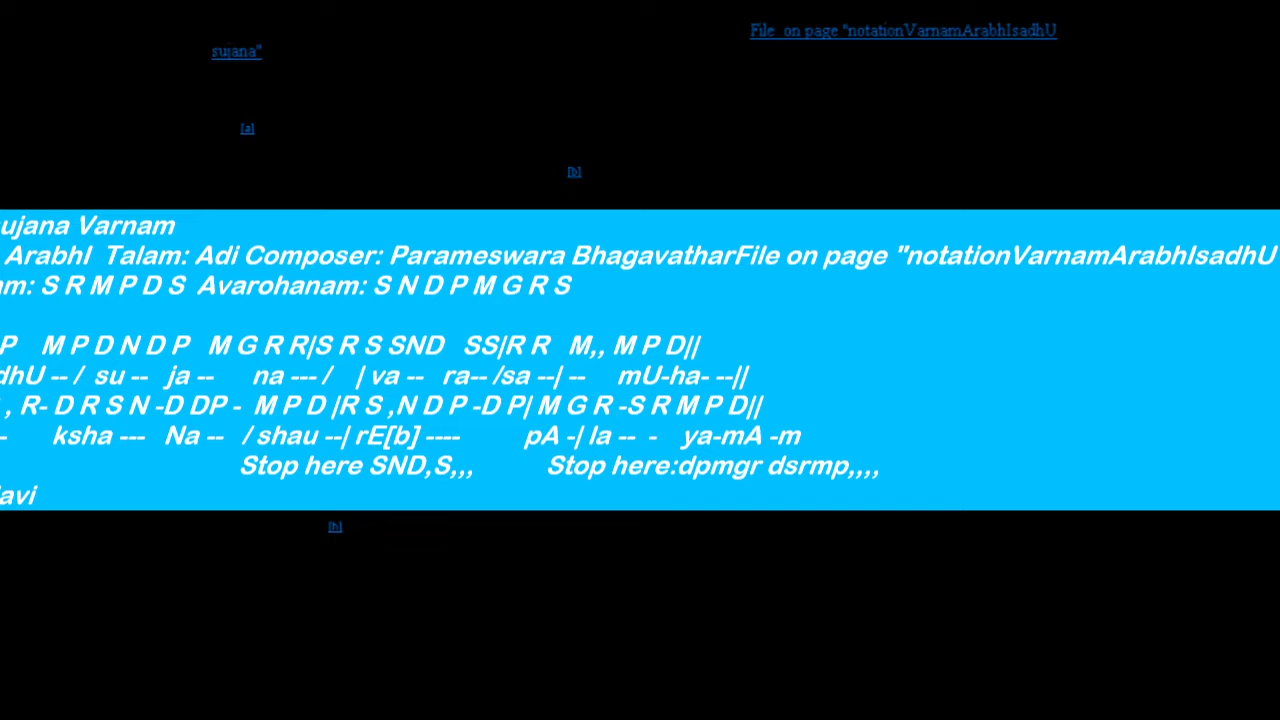 File on page "notationVarnamArabhIsadhU
sujana"
[a]
[b]
ujana Varnam
Arabhl Talam: Adi Composer: Parameswara BhagavatharFile on page "notationVarnamArabhIsadhU
am: S R M P D S Avarohanam: S N D P M G R S
P M P D N D P M G R R|S R S SND SS|R R M,, M P D||
dhU -- / su -- ja -- na --- / | va -- ra-- /sa --| -- mU-ha- --||
, R- D R S N -D DP - M P D |R S ,N D P -D P| M G R -S R M P D||
- ksha --- Na -- / shau --| rE[b] ---- pA -| la -- - ya-mA -m
Stop here SND,S,,, Stop here:dpmgr dsrmp,,,,
avi
[h]